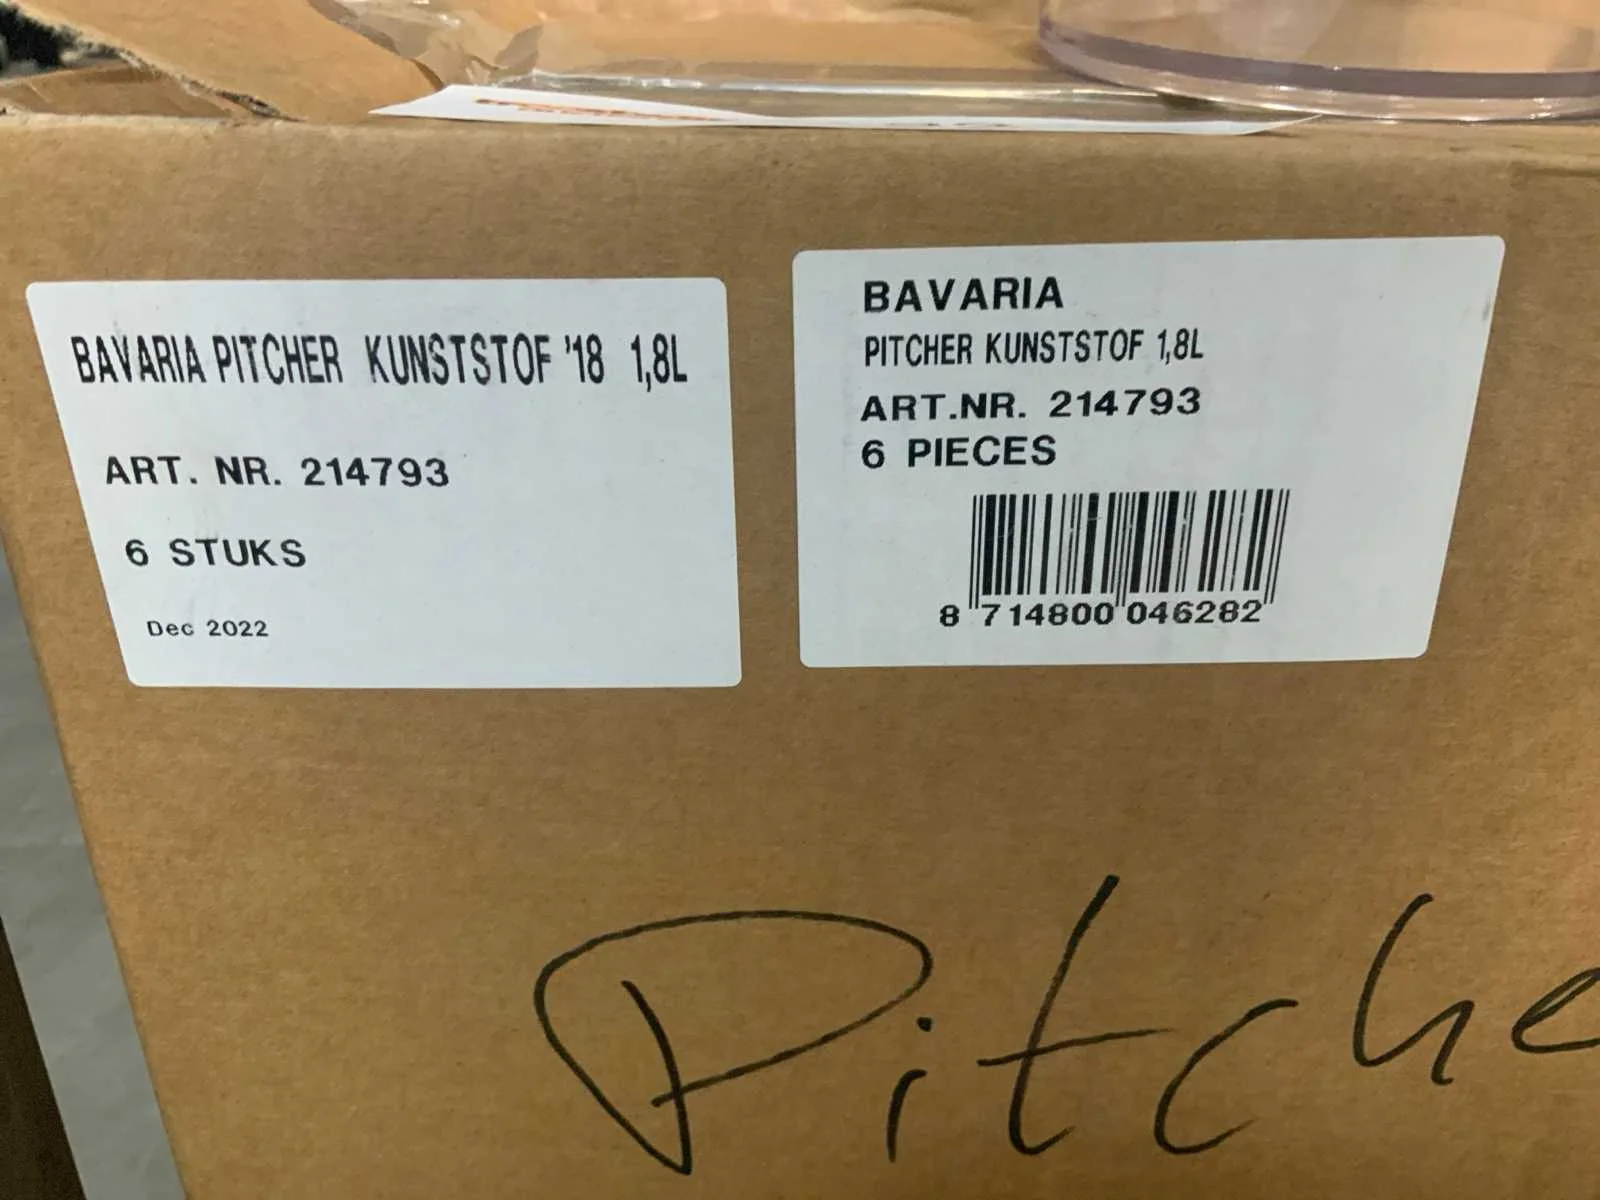 BAVARIA PITCHER KUNSTSTOF '18 1,8L
ART. NR. 214793
6 STUKS
Dec 2022
BAVARIA
PITCHER KUNSTSTOF 1,8L
ART.NR. 214793
6 PIECES
8 714800 046282
Pitche